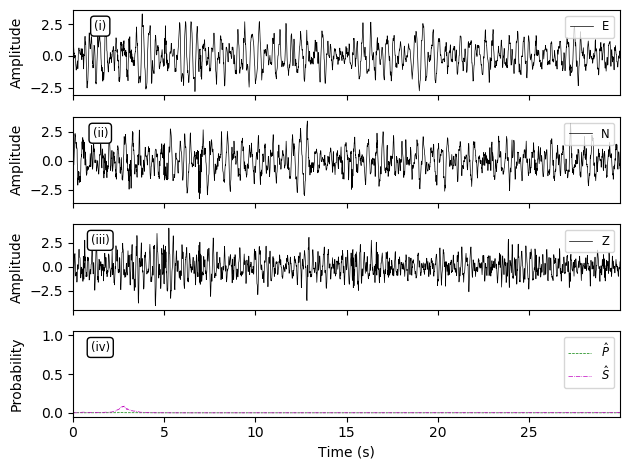 Amplitude
2.5
0.0
−2.5
(i)
E
Amplitude
2.5
0.0
−2.5
(ii)
N
Amplitude
2.5
0.0
−2.5
(iii)
Z
Probability
1.0
0.5
0.0
(iv)
P̂
Ŝ
0 5 10 15 20 25
Time (s)